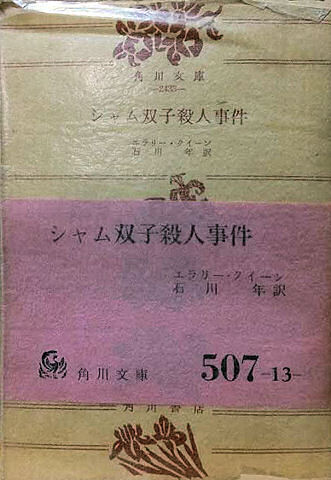 角川文庫
—2433—
シャム双子殺人事件
エラリー・クイーン
石川 年訳
シャム双子殺人事件
エラリー・クイーン
石川 年訳
角川文庫
507-13-
角川書店